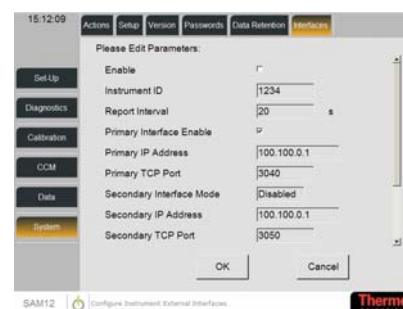 15:12:09
Actions Setup Version Passwords Data Retention Interfaces
Please Edit Parameters:
Enable
Instrument ID 1234
Report Interval 20 s
Primary Interface Enable
Primary IP Address 100.100.0.1
Primary TCP Port 3040
Secondary Interface Mode Disabled
Secondary IP Address 100.100.0.1
Secondary TCP Port 3050
Set-Up
Diagnostics
Calibration
CCM
Data
System
OK Cancel
SAM12 Configure Instrument External Interfaces Thermo